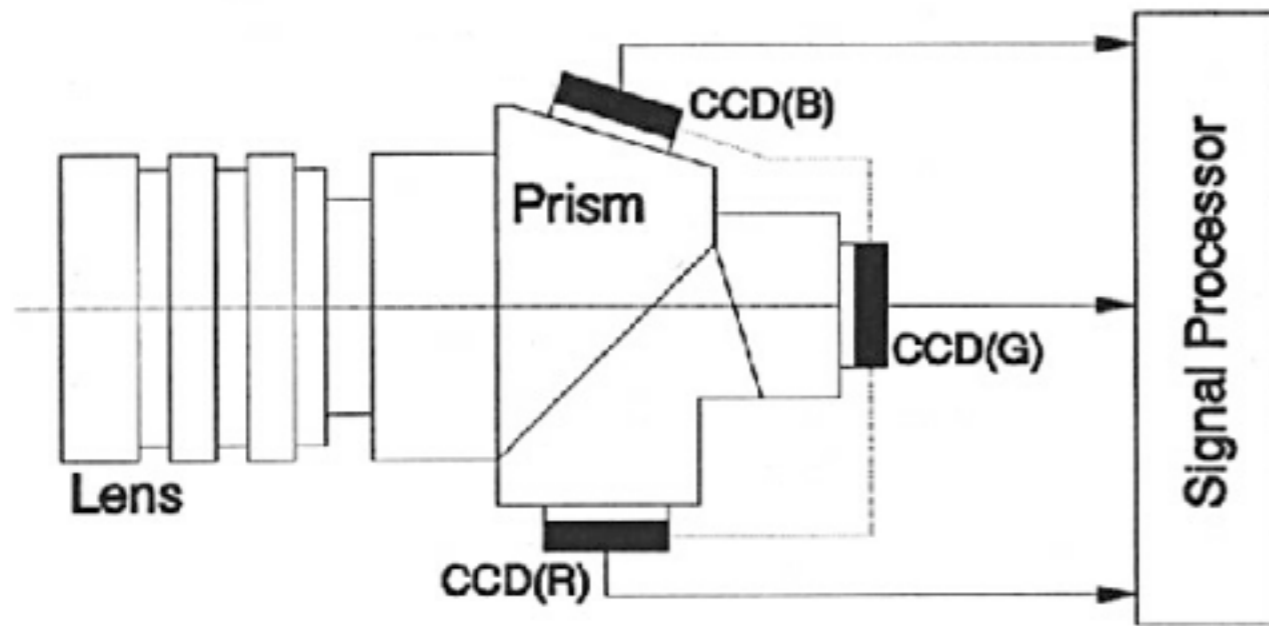 CCD(B)
Prism
CCD(G)
Lens
CCD(R)
Signal Processor